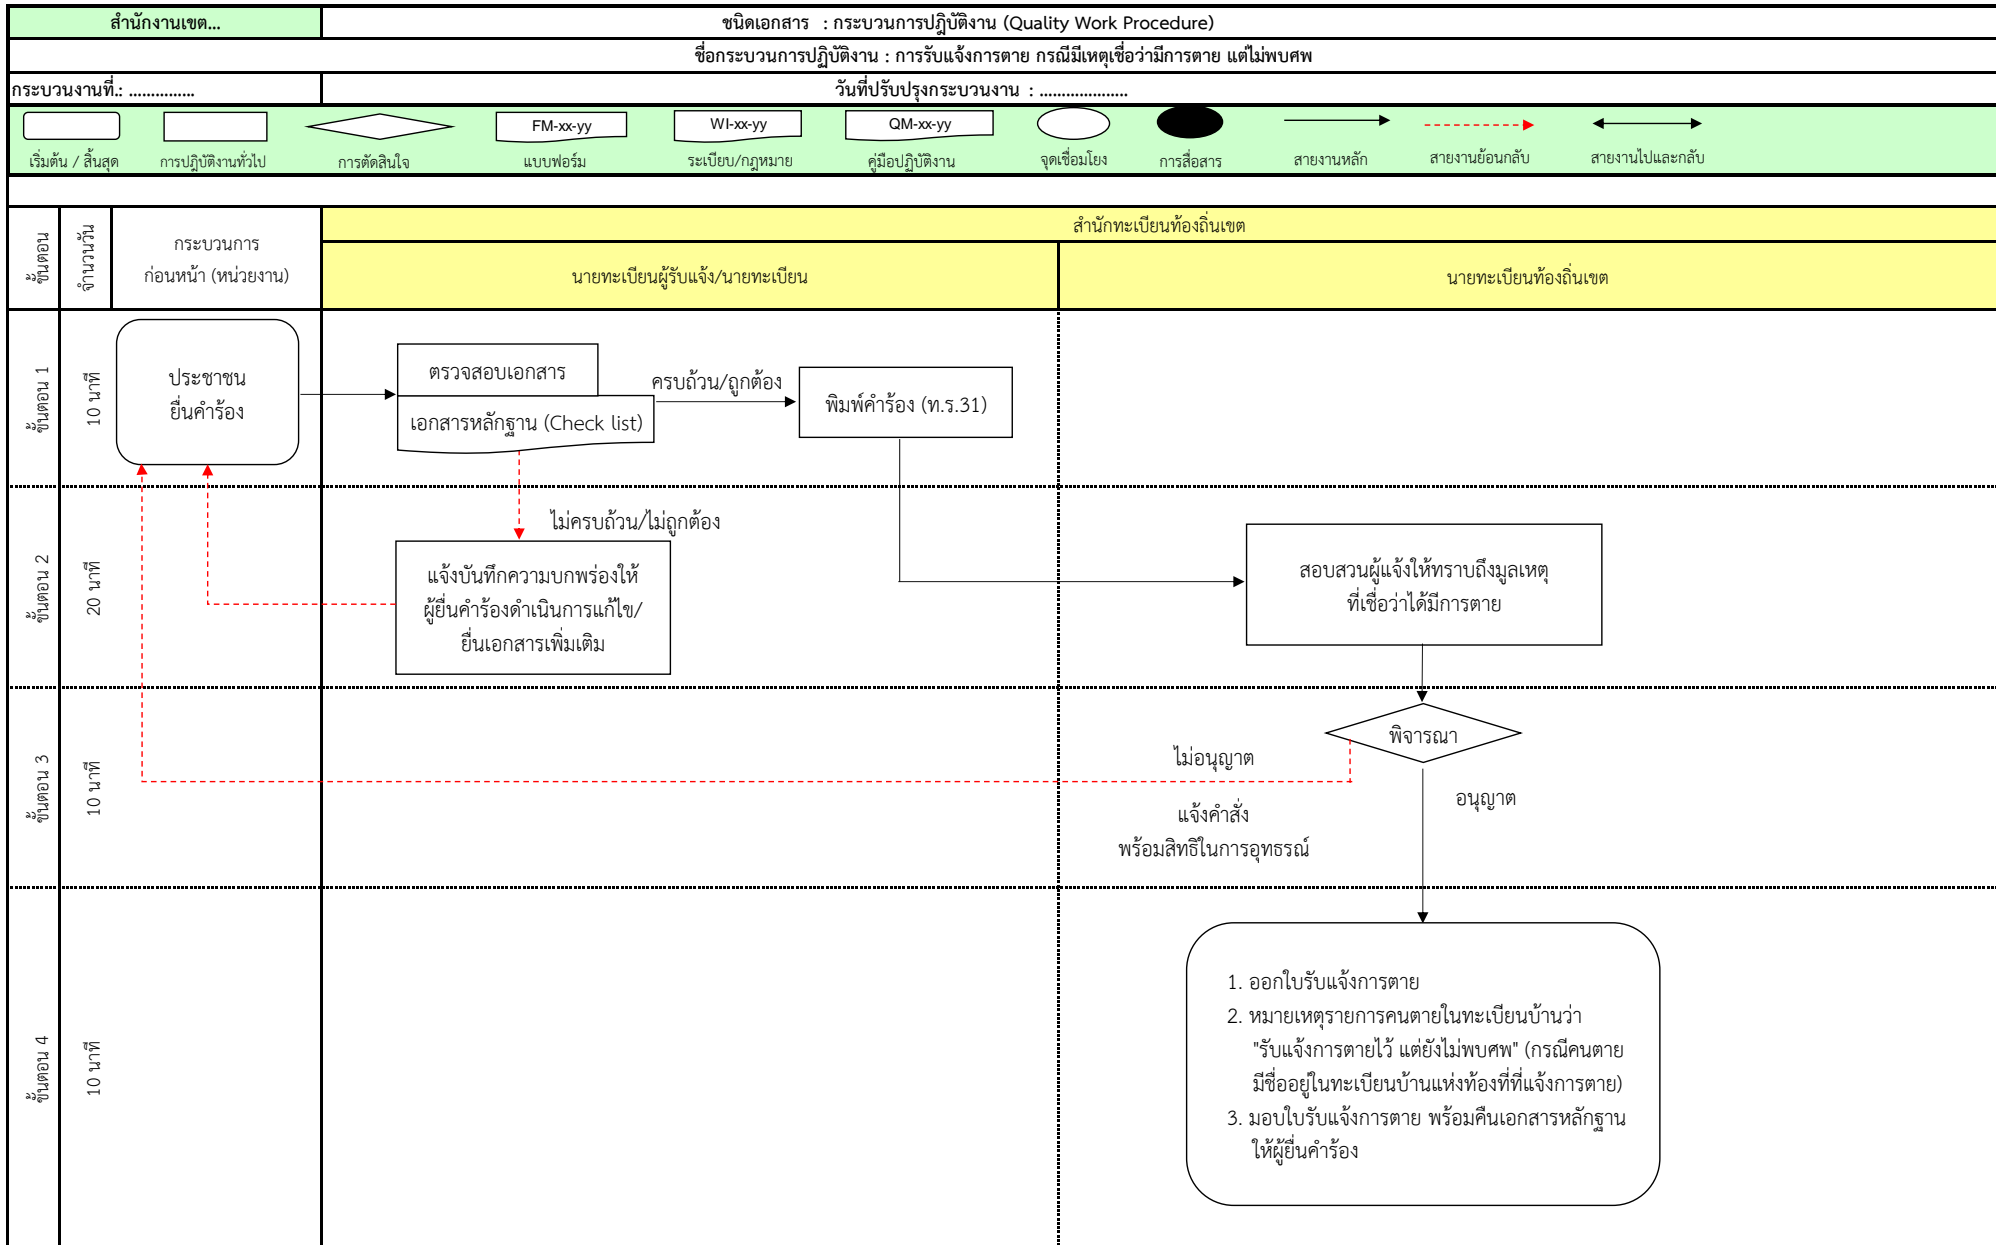 สำนักงานเขต...
ชนิดเอกสาร : กระบวนการปฏิบัติงาน (Quality Work Procedure)
ชื่อกระบวนการปฏิบัติงาน : การรับแจ้งการตาย กรณีมีเหตุเชื่อว่ามีการตาย แต่ไม่พบศพ
กระบวนงานที่.: ...............
วันที่ปรับปรุงกระบวนงาน : ....................
FM-xx-yy
WI-xx-yy
QM-xx-yy
เริ่มต้น / สิ้นสุด
การปฏิบัติงานทั่วไป
การตัดสินใจ
แบบฟอร์ม
ระเบียบ/กฎหมาย
คู่มือปฏิบัติงาน
จุดเชื่อมโยง
การสื่อสาร
สายงานหลัก
สายงานย้อนกลับ
สายงานไปและกลับ
ขั้นตอน
จำนวนวัน
กระบวนการ
ก่อนหน้า (หน่วยงาน)
สำนักทะเบียนท้องถิ่นเขต
นายทะเบียนผู้รับแจ้ง/นายทะเบียน
นายทะเบียนท้องถิ่นเขต
ขั้นตอน 1
10 นาที
ประชาชน
ยื่นคำร้อง
ตรวจสอบเอกสาร
เอกสารหลักฐาน (Check list)
ครบถ้วน/ถูกต้อง
พิมพ์คำร้อง (ท.ร.31)
ขั้นตอน 2
20 นาที
ไม่ครบถ้วน/ไม่ถูกต้อง
แจ้งบันทึกความบกพร่องให้
ผู้ยื่นคำร้องดำเนินการแก้ไข/
ยื่นเอกสารเพิ่มเติม
สอบสวนผู้แจ้งให้ทราบถึงมูลเหตุ
ที่เชื่อว่าได้มีการตาย
ขั้นตอน 3
10 นาที
พิจารณา
ไม่อนุญาต
อนุญาต
แจ้งคำสั่ง
พร้อมสิทธิในการอุทธรณ์
ขั้นตอน 4
10 นาที
1. ออกใบรับแจ้งการตาย
2. หมายเหตุรายการคนตายในทะเบียนบ้านว่า
"รับแจ้งการตายไว้ แต่ยังไม่พบศพ" (กรณีคนตาย
มีชื่ออยู่ในทะเบียนบ้านแห่งท้องที่ที่แจ้งการตาย)
3. มอบใบรับแจ้งการตาย พร้อมคืนเอกสารหลักฐาน
ให้ผู้ยื่นคำร้อง